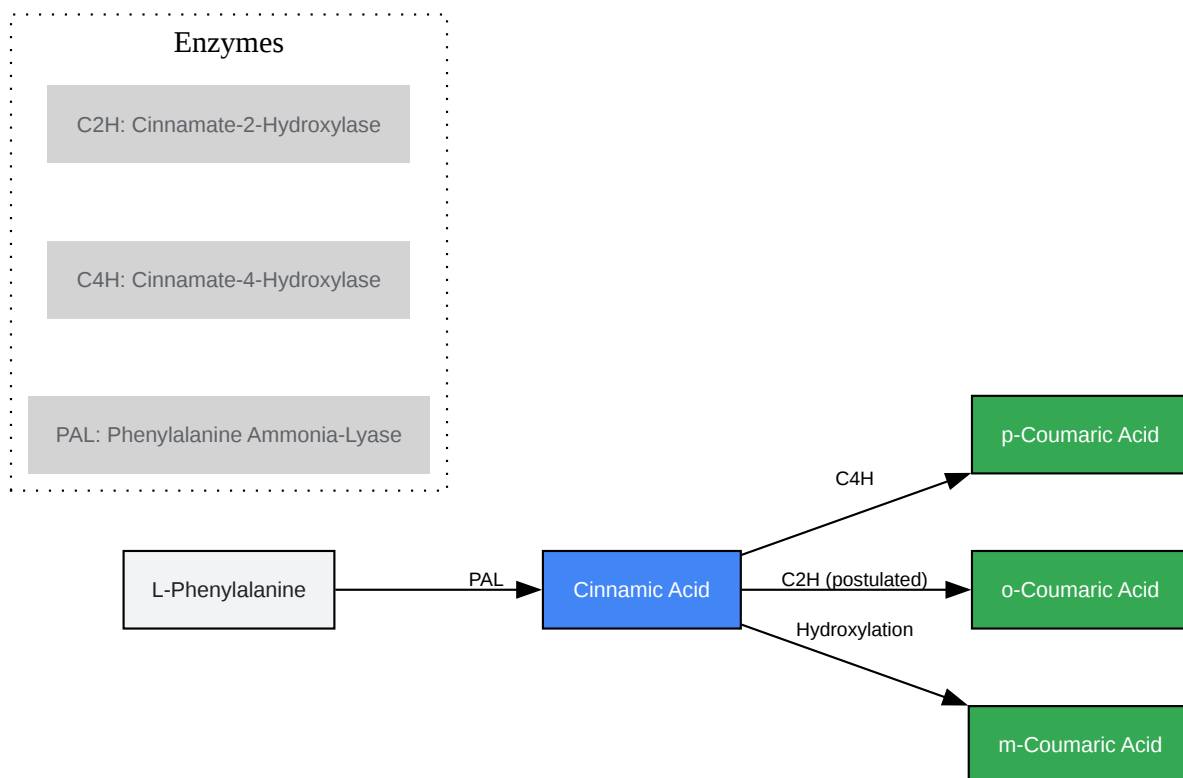 Enzymes
C2H: Cinnamate-2-Hydroxylase
C4H: Cinnamate-4-Hydroxylase
PAL: Phenylalanine Ammonia-Lyase
p-Coumaric Acid
C4H
L-Phenylalanine
PAL
Cinnamic Acid
C2H (postulated)
o-Coumaric Acid
Hydroxylation
m-Coumaric Acid